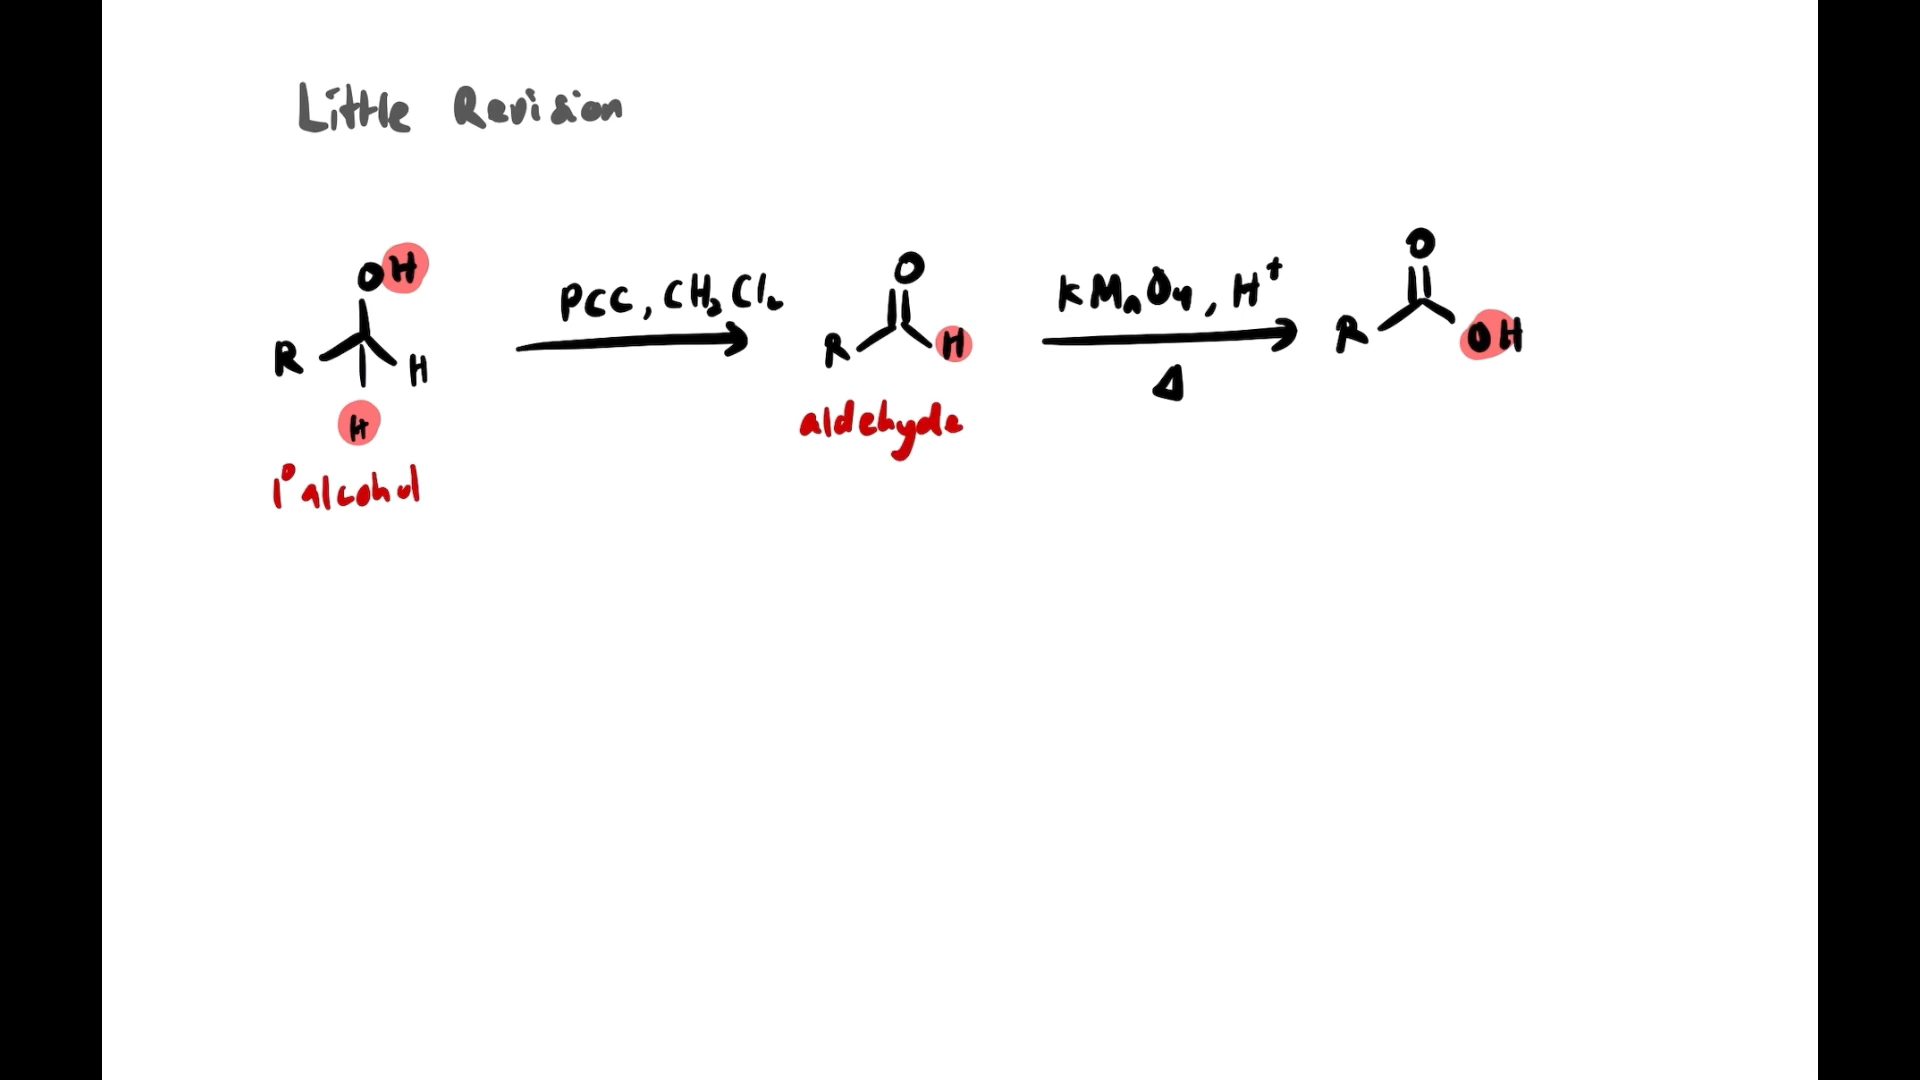 Little Revision
OH
R H
H
1° alcohol
PCC, CH₂Cl₂
O
R H
aldehyde
KMnO4, H⁺
Δ
O
R OH